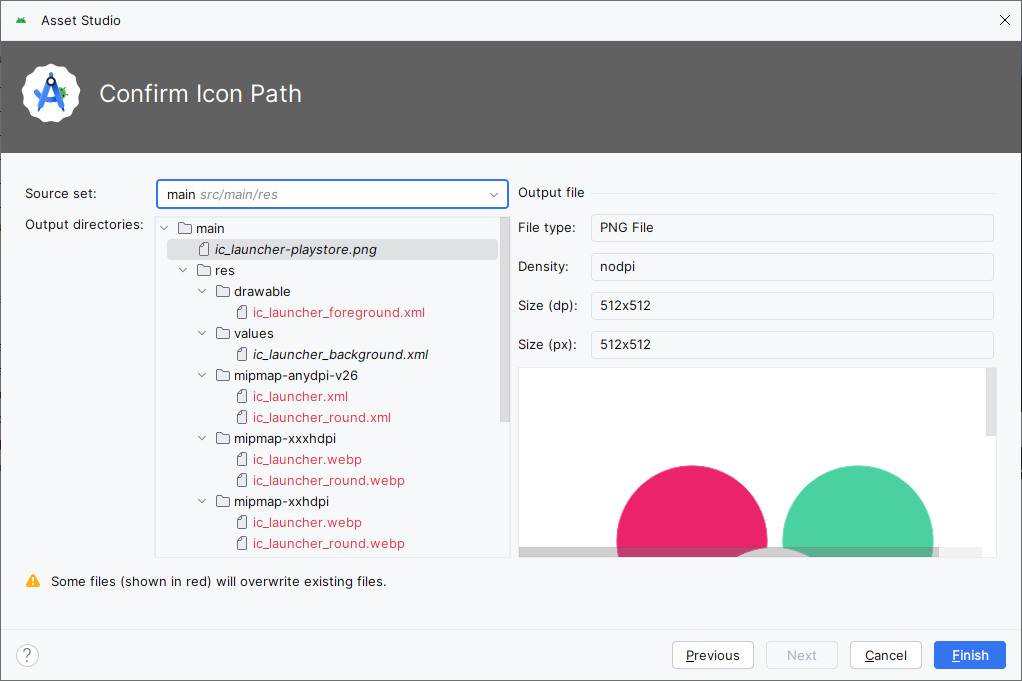 Asset Studio
Confirm Icon Path
Source set:
main src/main/res
Output directories:
main
ic_launcher-playstore.png
res
drawable
ic_launcher_foreground.xml
values
ic_launcher_background.xml
mipmap-anydpi-v26
ic_launcher.xml
ic_launcher_round.xml
mipmap-xxxhdpi
ic_launcher.webp
ic_launcher_round.webp
mipmap-xxhdpi
ic_launcher.webp
ic_launcher_round.webp
Output file
File type: PNG File
Density: nodpi
Size (dp): 512x512
Size (px): 512x512
Some files (shown in red) will overwrite existing files.
?
Previous
Next
Cancel
Finish